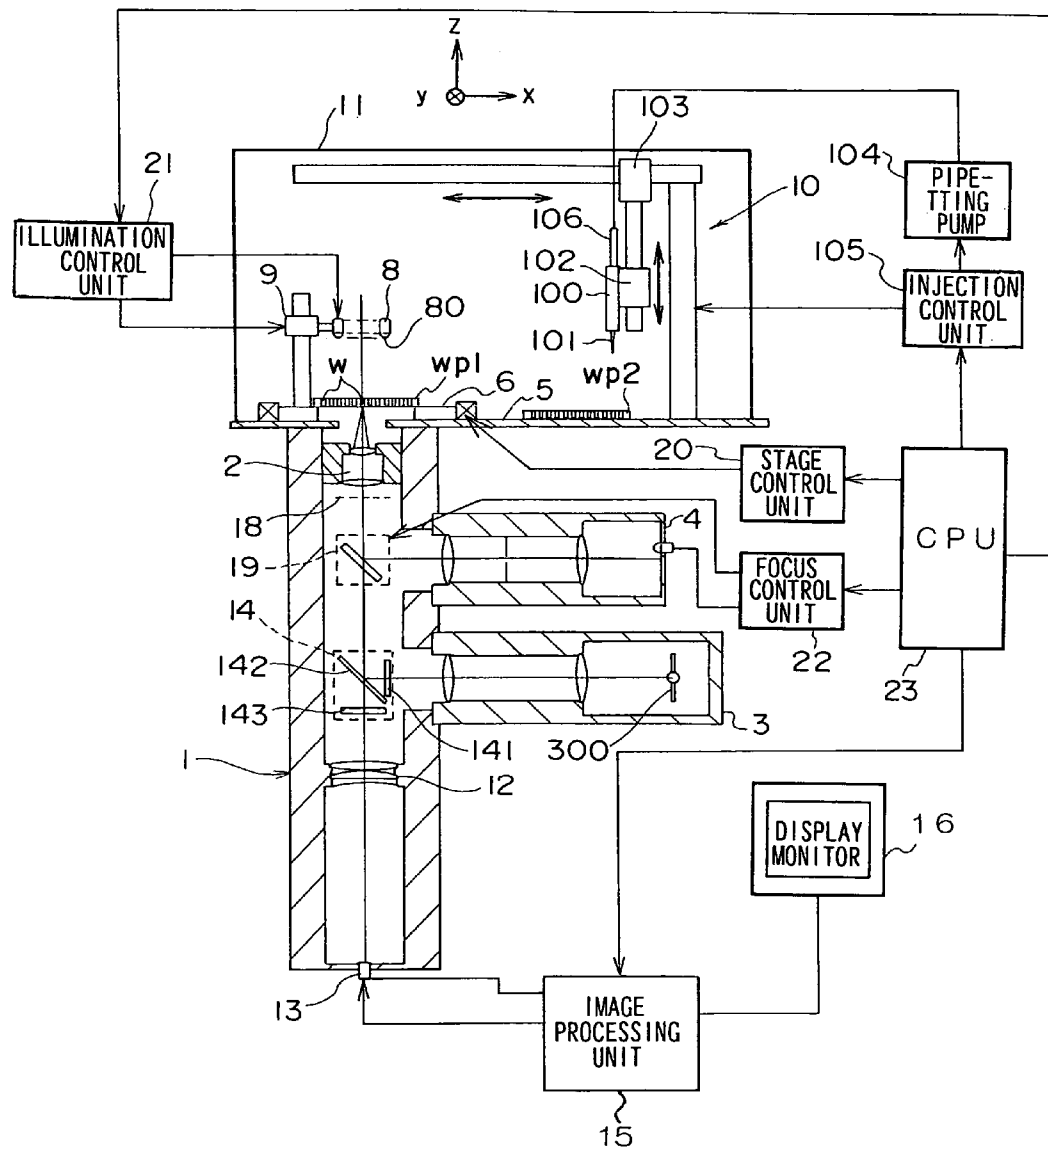 z
y x
11
103
21
104
PIPE-
TTING
PUMP
10
106
ILLUMINATION
CONTROL
UNIT
9
8
80
102
100
105
INJECTION
CONTROL
UNIT
101
w
wp1
6
5
wp2
2
20
STAGE
CONTROL
UNIT
CPU
18
4
19
FOCUS
CONTROL
UNIT
14
142
22
23
143
141
300
3
1
12
DISPLAY
MONITOR
16
13
IMAGE
PROCESSING
UNIT
15